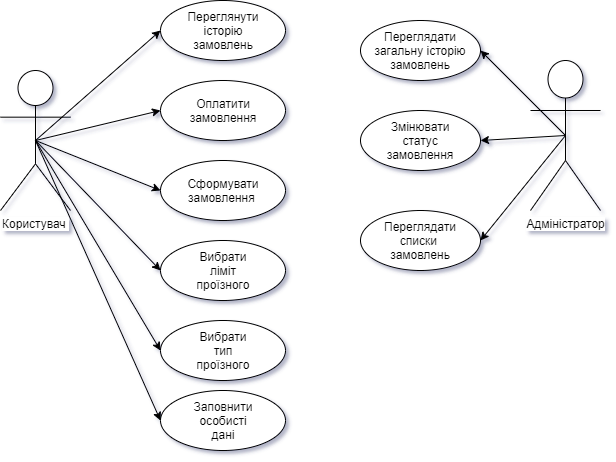 Переглянути
історію
замовлень
Оплатити
замовлення
Сформувати
замовлення
Вибрати
ліміт
проїзного
Вибрати
тип
проїзного
Заповнити
особисті
дані
Користувач
Переглядати
загальну історію
замовлень
Змінювати
статус
замовлення
Переглядати
списки
замовлень
Адміністратор